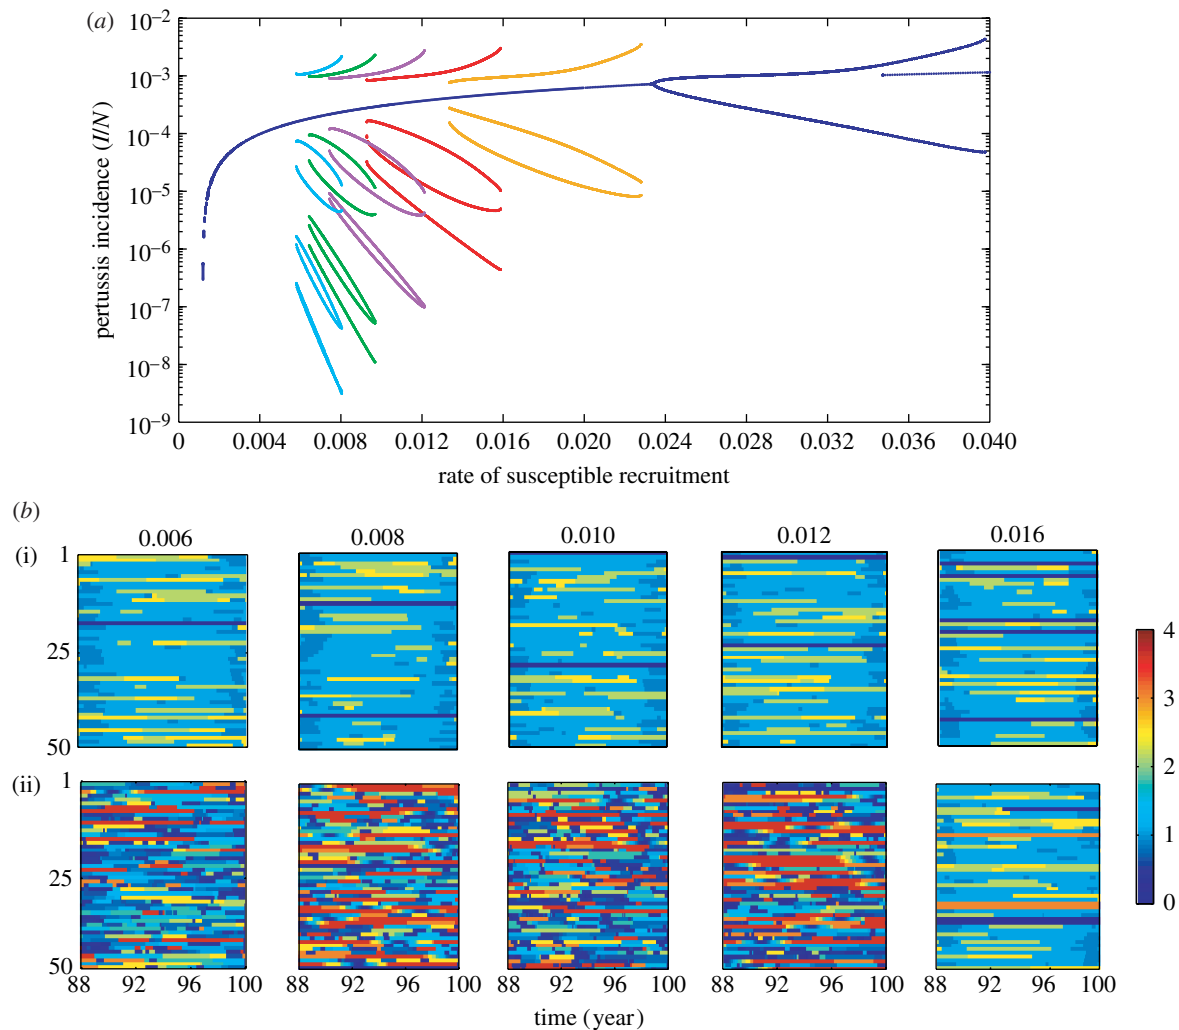 (a)
10⁻²
10⁻³
10⁻⁴
10⁻⁵
10⁻⁶
10⁻⁷
10⁻⁸
10⁻⁹
pertussis incidence (I/N)
0 0.004 0.008 0.012 0.016 0.020 0.024 0.028 0.032 0.036 0.040
rate of susceptible recruitment
(b)
0.006 0.008 0.010 0.012 0.016
(i) 1
25
50
(ii) 1
25
50
4
3
2
1
0
88 92 96 100 88 92 96 100 88 92 96 100 88 92 96 100 88 92 96 100
time (year)